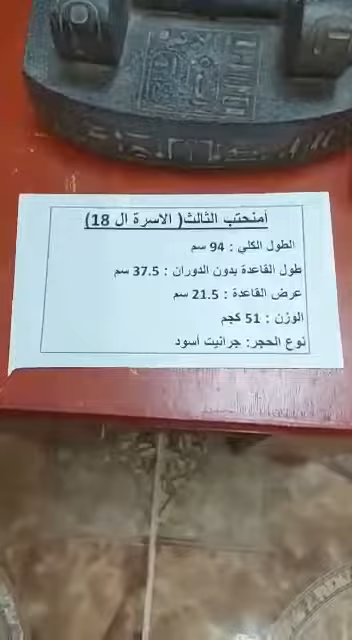 أمنحتب الثالث( الاسرة ال 18)
الطول الكلي : 94 سم
طول القاعدة بدون الدوران : 37.5 سم
عرض القاعدة : 21.5 سم
الوزن : 51 كجم
نوع الحجر: جرانيت أسود